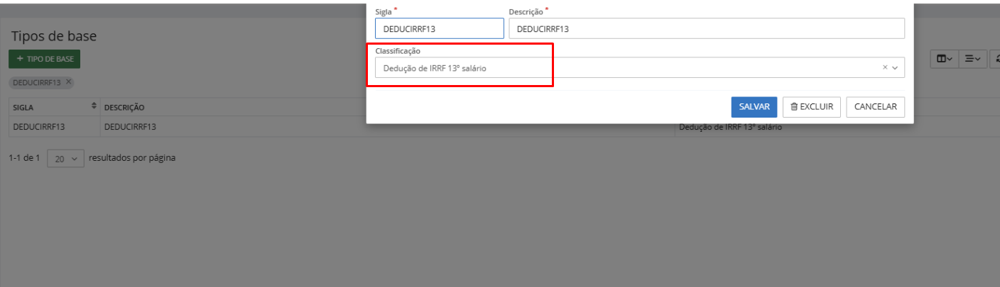 Sigla * Descrição *
DEDUCIRRF13 DEDUCIRRF13
Classificação
Dedução de IRRF 13º salário
SALVAR EXCLUIR CANCELAR
Tipos de base
+ TIPO DE BASE
DEDUCIRRF13 ×
SIGLA DESCRIÇÃO
DEDUCIRRF13 DEDUCIRRF13 Dedução de IRRF 13º salário
1-1 de 1 20 resultados por página